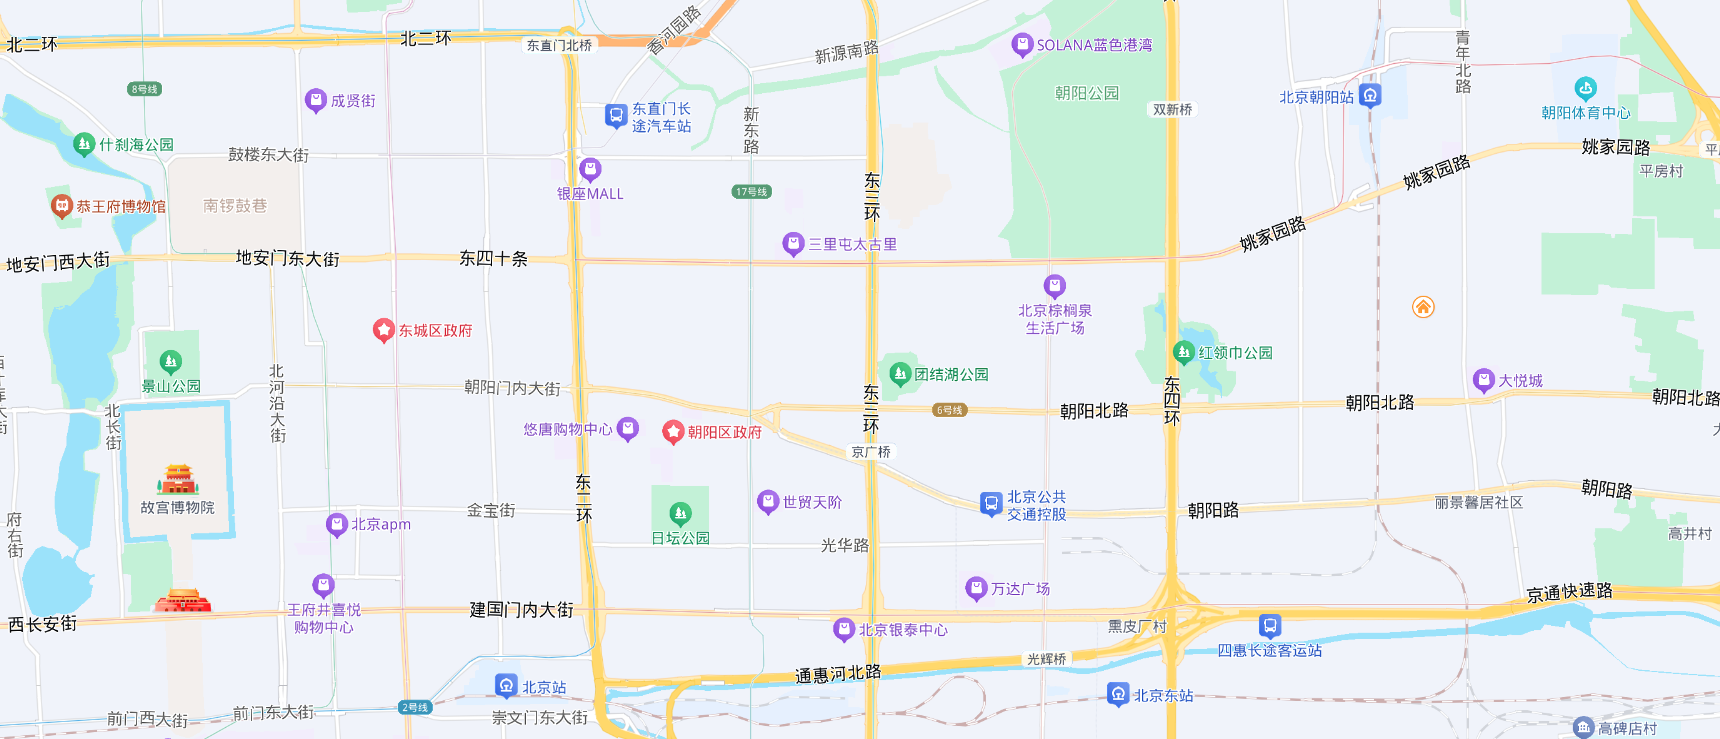 北二环
北二环
东直门北桥
香河园路
新源南路
SOLANA蓝色港湾
朝阳公园
双新桥
北京朝阳站
青年北路
朝阳体育中心
8号线
成贤街
东直门长
途汽车站
新东路
什刹海公园
鼓楼东大街
银座MALL
17号线
东三环
姚家园路
姚家园路
平房村
恭王府博物馆
南锣鼓巷
三里屯太古里
姚家园路
地安门西大街
地安门东大街
东四十条
北京棕榈泉
生活广场
东城区政府
红领巾公园
景山公园
北河沿大街
朝阳门内大街
团结湖公园
东三环
6号线
朝阳北路
东四环
朝阳北路
大悦城
朝阳北路
北长街
悠唐购物中心
朝阳区政府
京广桥
故宫博物院
东二环
金宝街
世贸天阶
北京公共
交通控股
朝阳路
丽景馨居社区
朝阳路
府右街
北京apm
日坛公园
光华路
高井村
王府井喜悦
购物中心
万达广场
京通快速路
西长安街
建国门内大街
北京银泰中心
熏皮厂村
四惠长途客运站
光辉桥
通惠河北路
北京站
北京东站
前门西大街
前门东大街
2号线
崇文门东大街
高碑店村